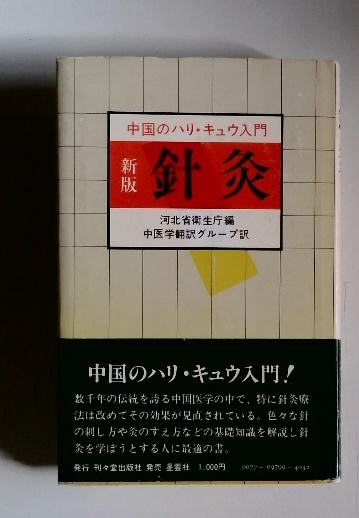 中国のハリ・キュウ入門
新版 針灸
河北省衛生庁編
中医学翻訳グループ訳
中国のハリ・キュウ入門!
数千年の伝統を誇る中国医学の中で、特に針灸療
法は改めてその効果が見直されている。色々な針
の刺し方や灸のすえ方などの基礎知識を解説し針
灸を学ぼうとする人に最適の書。
発行 刊々堂出版社 発売 星雲社 1,000円 0077-09709-4032